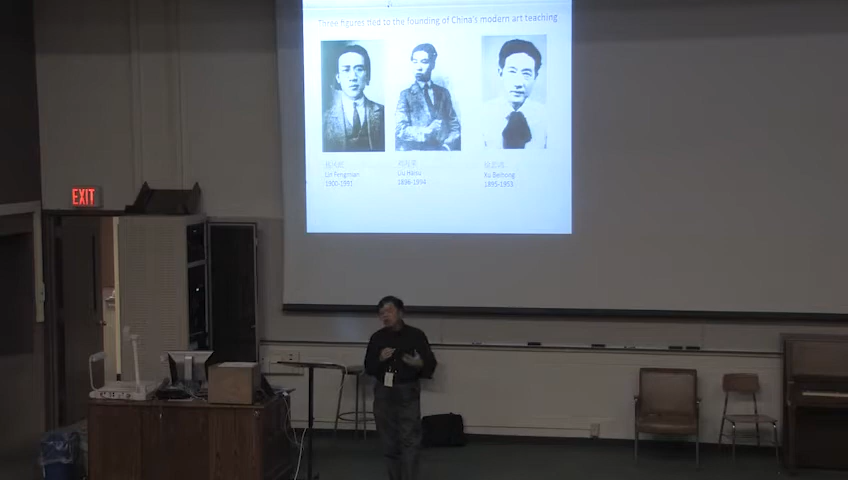 Three figures tied to the founding of China's modern art teaching
Lin Fengmian
1900-1991
Liu Haisu
1896-1994
Xu Beihong
1895-1953
EXIT